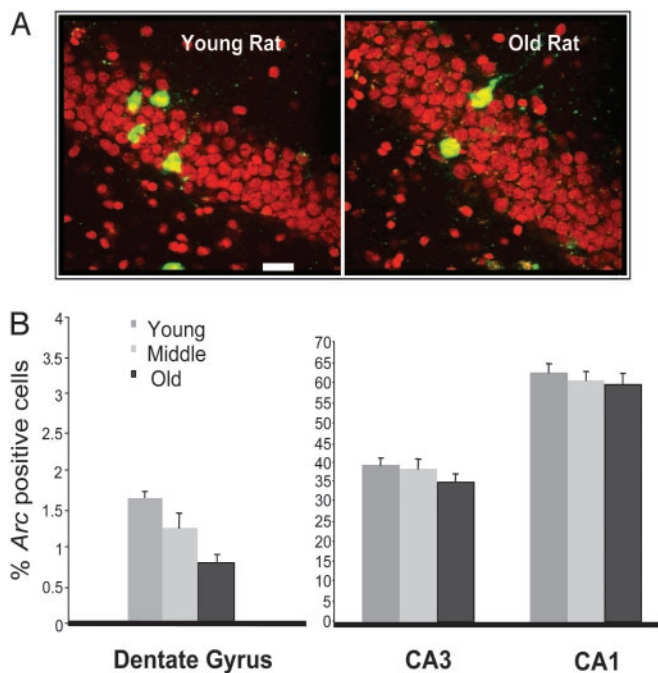 A
Young Rat
Old Rat
B
% Arc positive cells
4
3.5
3
2.5
2
1.5
1
0.5
0
Young
Middle
Old
Dentate Gyrus
70
65
60
55
50
45
40
35
30
25
20
15
10
5
0
CA3
CA1